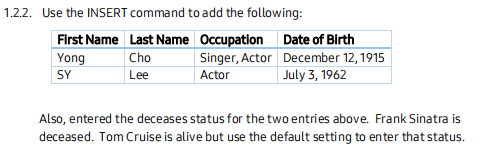 1.2.2. Use the INSERT command to add the following:
First Name Last Name Occupation Date of Birth
Yong Cho Singer, Actor December 12, 1915
SY Lee Actor July 3, 1962
Also, entered the deceases status for the two entries above. Frank Sinatra is
deceased. Tom Cruise is alive but use the default setting to enter that status.